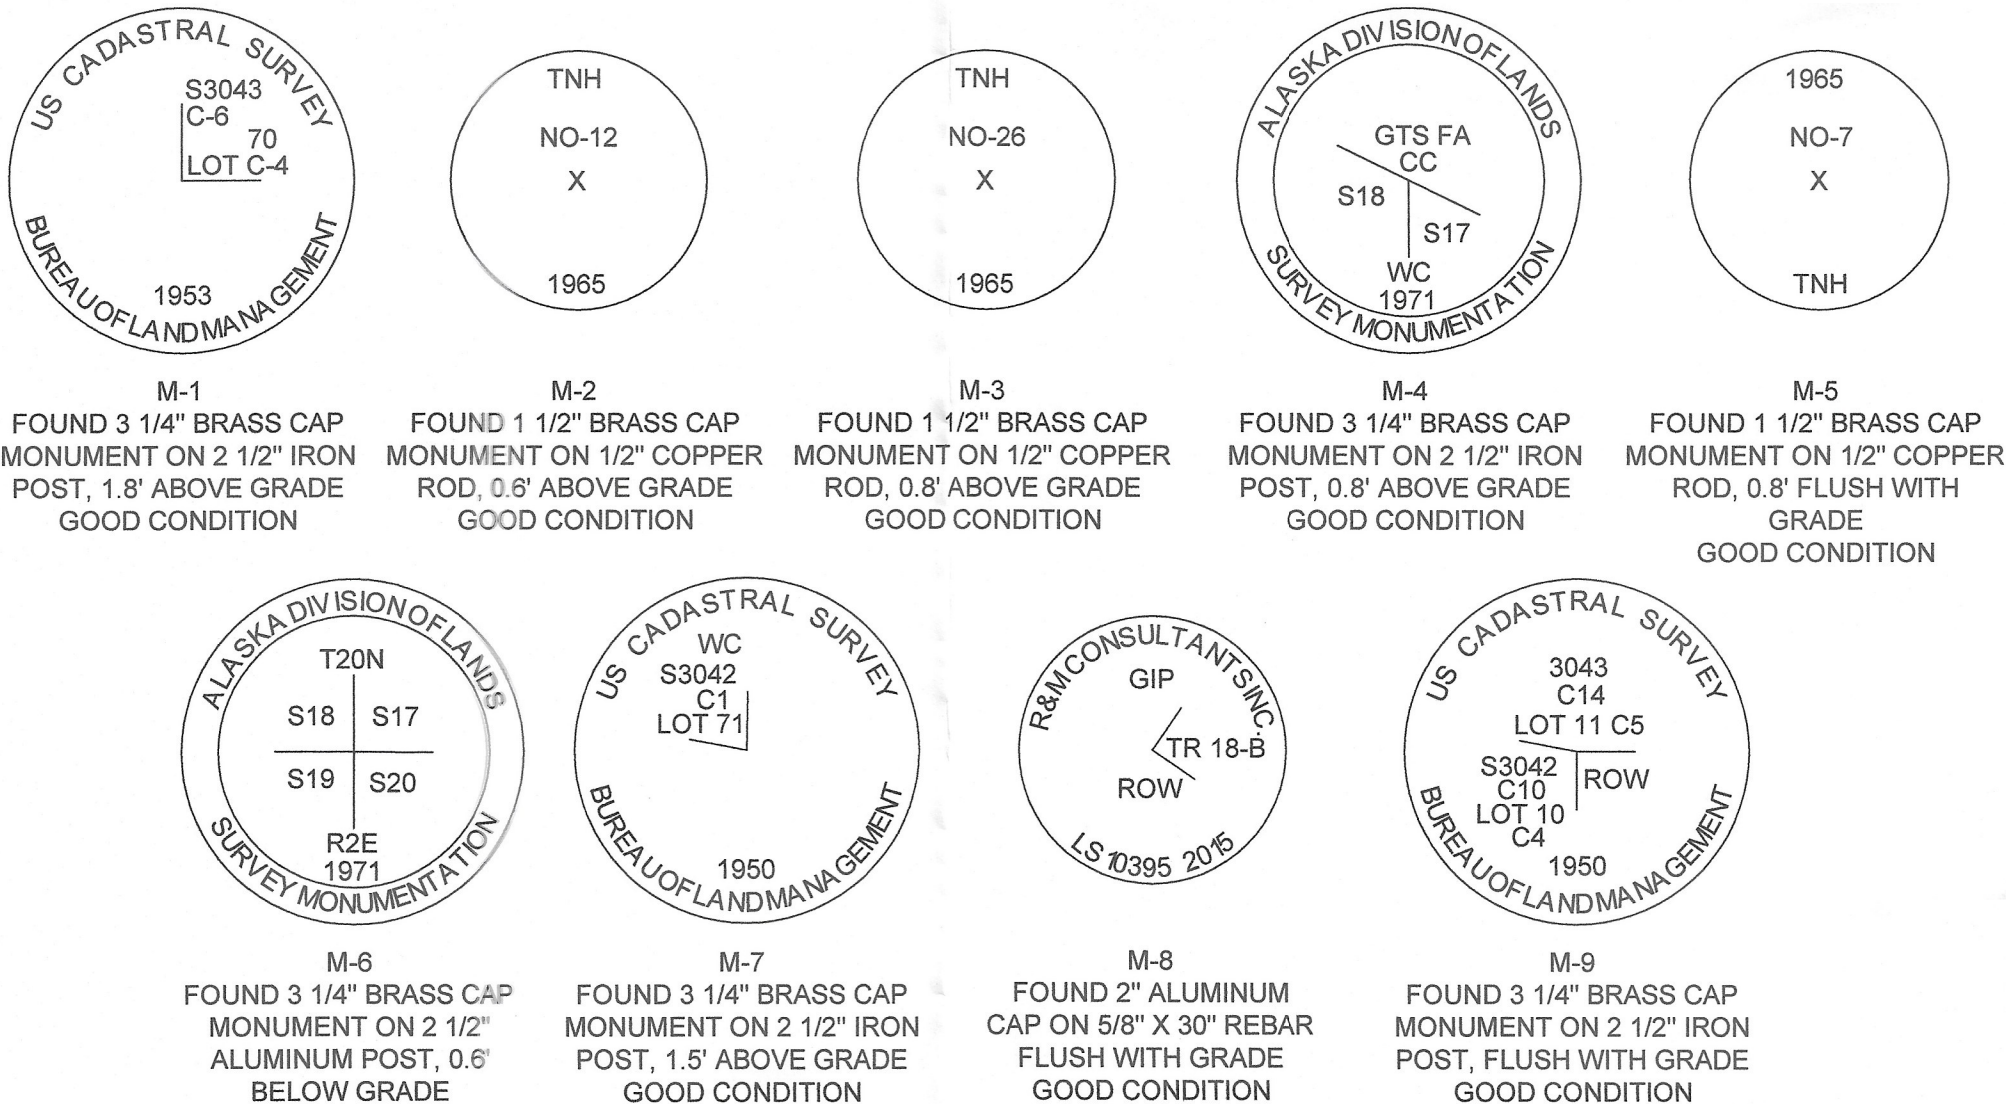 US CADASTRAL SURVEY
S3043
C-6
70
LOT C-4
1953
BUREAU OF LAND MANAGEMENT
M-1
FOUND 3 1/4" BRASS CAP
MONUMENT ON 2 1/2" IRON
POST, 1.8' ABOVE GRADE
GOOD CONDITION
TNH
NO-12
X
1965
M-2
FOUND 1 1/2" BRASS CAP
MONUMENT ON 1/2" COPPER
ROD, 0.6' ABOVE GRADE
GOOD CONDITION
TNH
NO-26
X
1965
M-3
FOUND 1 1/2" BRASS CAP
MONUMENT ON 1/2" COPPER
ROD, 0.8' ABOVE GRADE
GOOD CONDITION
ALASKA DIVISION OF LANDS
GTS FA
CC
S18
S17
WC
1971
SURVEY MONUMENTATION
M-4
FOUND 3 1/4" BRASS CAP
MONUMENT ON 2 1/2" IRON
POST, 0.8' ABOVE GRADE
GOOD CONDITION
1965
NO-7
X
TNH
M-5
FOUND 1 1/2" BRASS CAP
MONUMENT ON 1/2" COPPER
ROD, 0.8' FLUSH WITH
GRADE
GOOD CONDITION
ALASKA DIVISION OF LANDS
T20N
S18 S17
S19 S20
R2E
1971
SURVEY MONUMENTATION
M-6
FOUND 3 1/4" BRASS CAP
MONUMENT ON 2 1/2"
ALUMINUM POST, 0.6'
BELOW GRADE
US CADASTRAL SURVEY
WC
S3042
C1
LOT 71
1950
BUREAU OF LAND MANAGEMENT
M-7
FOUND 3 1/4" BRASS CAP
MONUMENT ON 2 1/2" IRON
POST, 1.5' ABOVE GRADE
GOOD CONDITION
R&M CONSULTANTS INC.
GIP
TR 18-B
ROW
LS 10395 2015
M-8
FOUND 2" ALUMINUM
CAP ON 5/8" X 30" REBAR
FLUSH WITH GRADE
GOOD CONDITION
US CADASTRAL SURVEY
3043
C14
LOT 11 C5
S3042
C10
LOT 10
C4
ROW
1950
BUREAU OF LAND MANAGEMENT
M-9
FOUND 3 1/4" BRASS CAP
MONUMENT ON 2 1/2" IRON
POST, FLUSH WITH GRADE
GOOD CONDITION